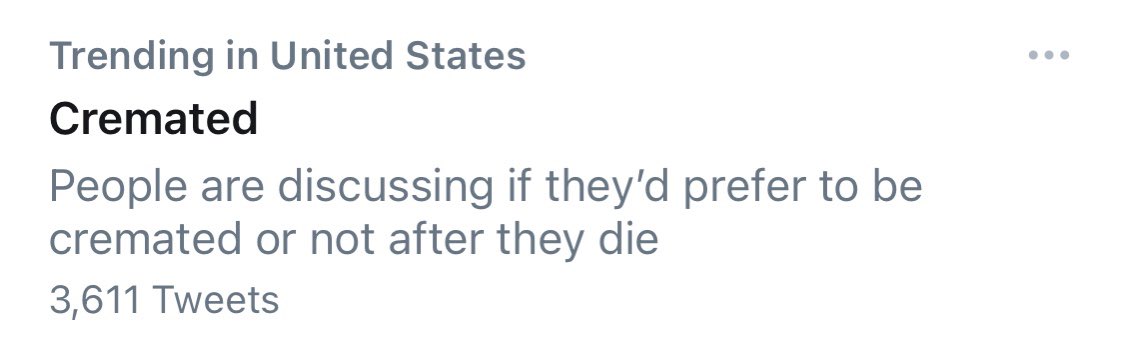 Trending in United States
Cremated
People are discussing if they’d prefer to be
cremated or not after they die
3,611 Tweets